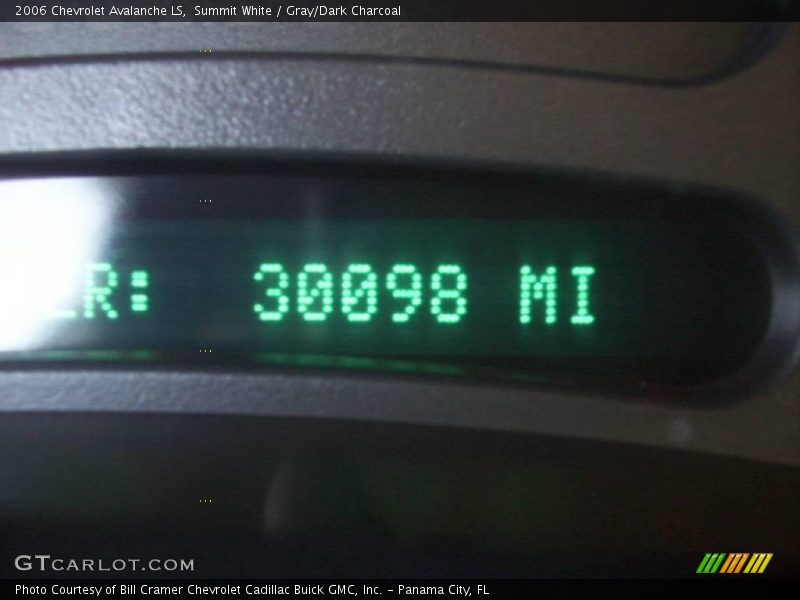 2006 Chevrolet Avalanche LS,  Summit White / Gray/Dark Charcoal
ER: 30098 MI
GTCARLOT.COM
Photo Courtesy of Bill Cramer Chevrolet Cadillac Buick GMC, Inc. - Panama City, FL